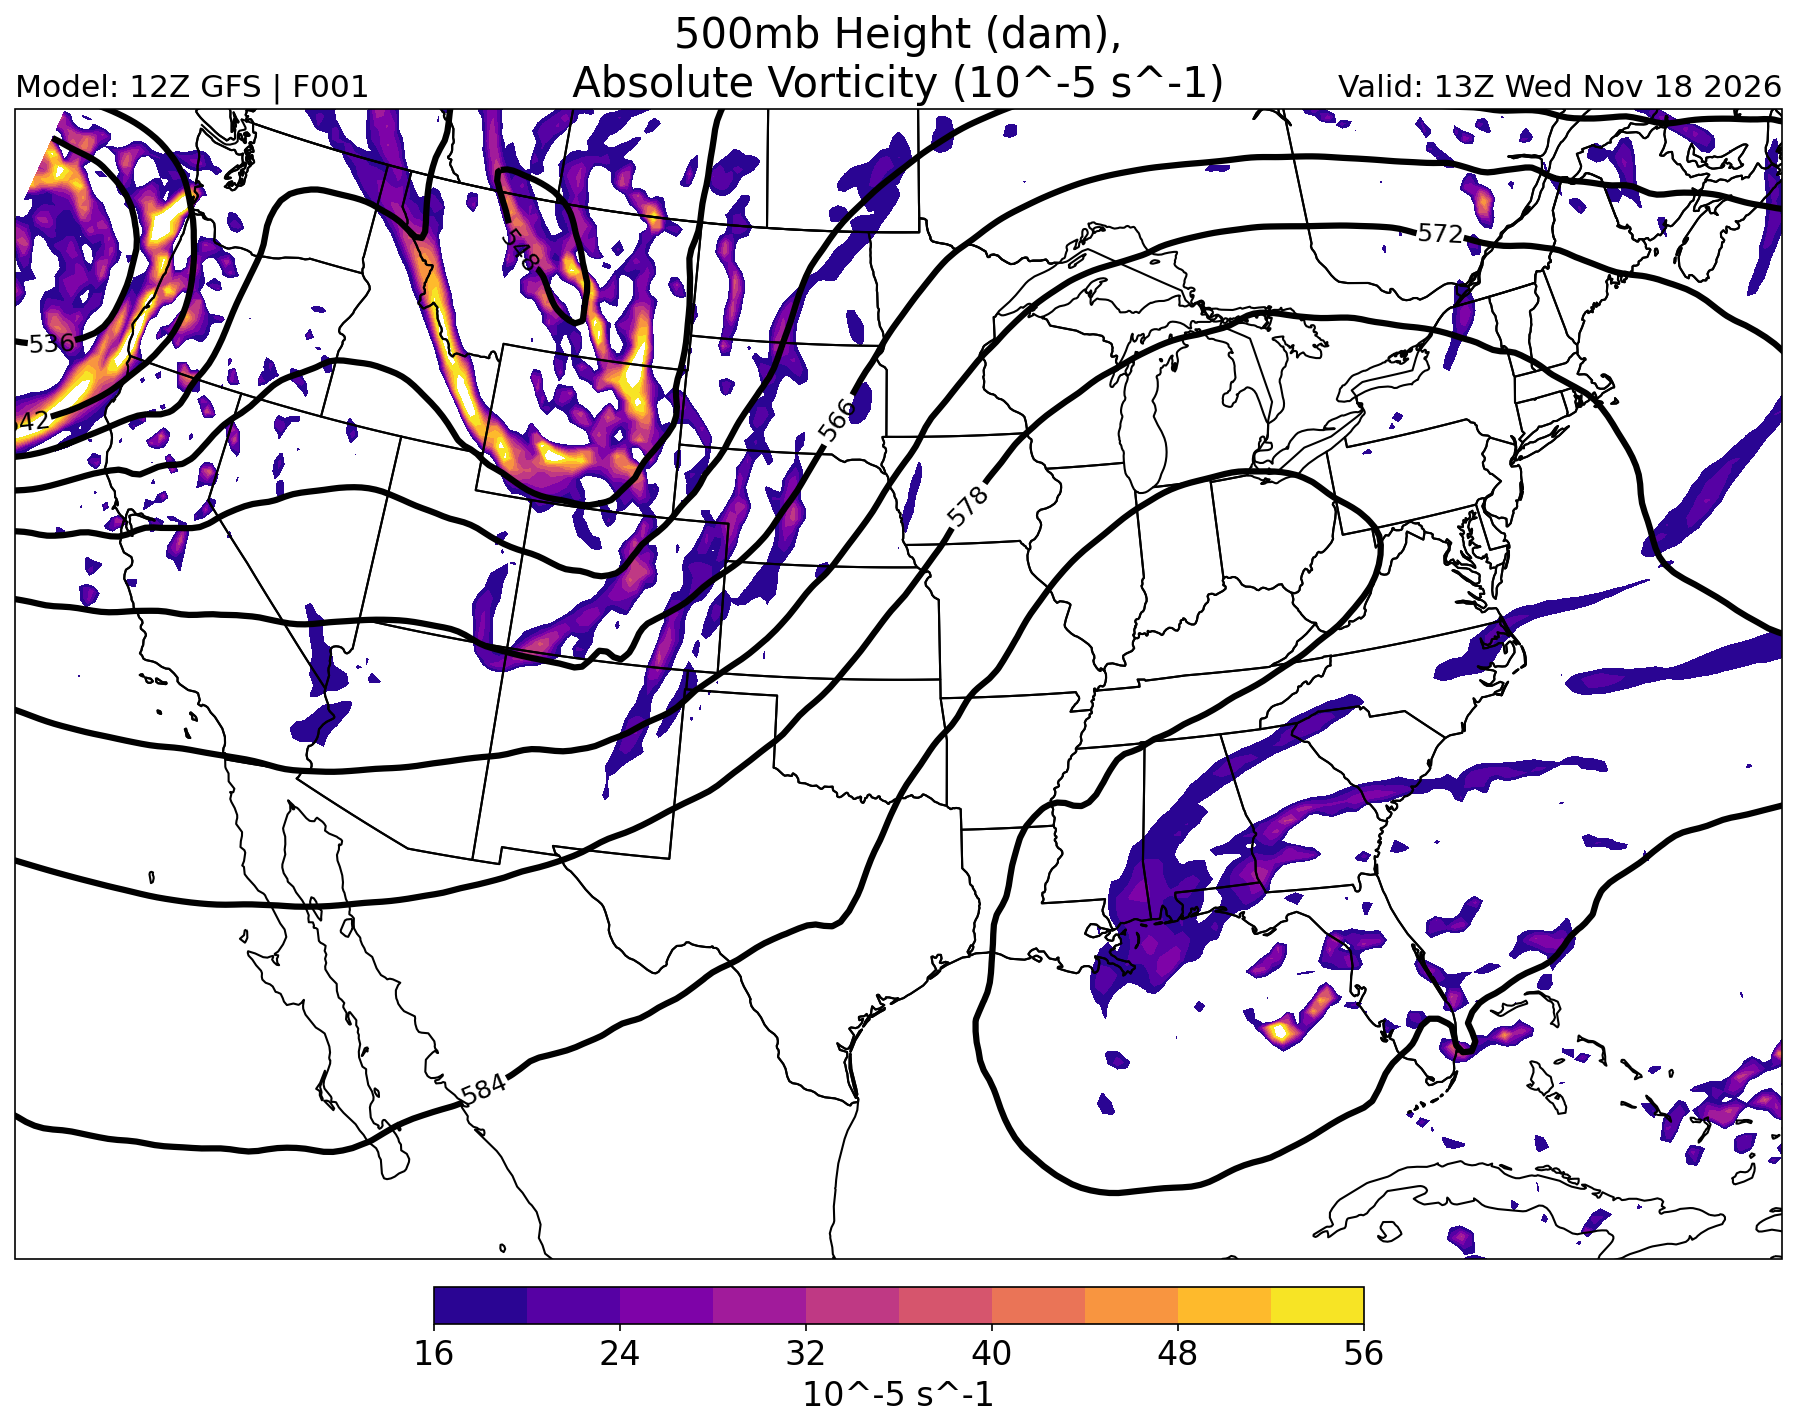 500mb Height (dam),
Model: 12Z GFS | F001
Absolute Vorticity (10^-5 s^-1)
Valid: 13Z Wed Nov 18 2026
548
572
536
542
566
578
584
16 24 32 40 48 56
10^-5 s^-1